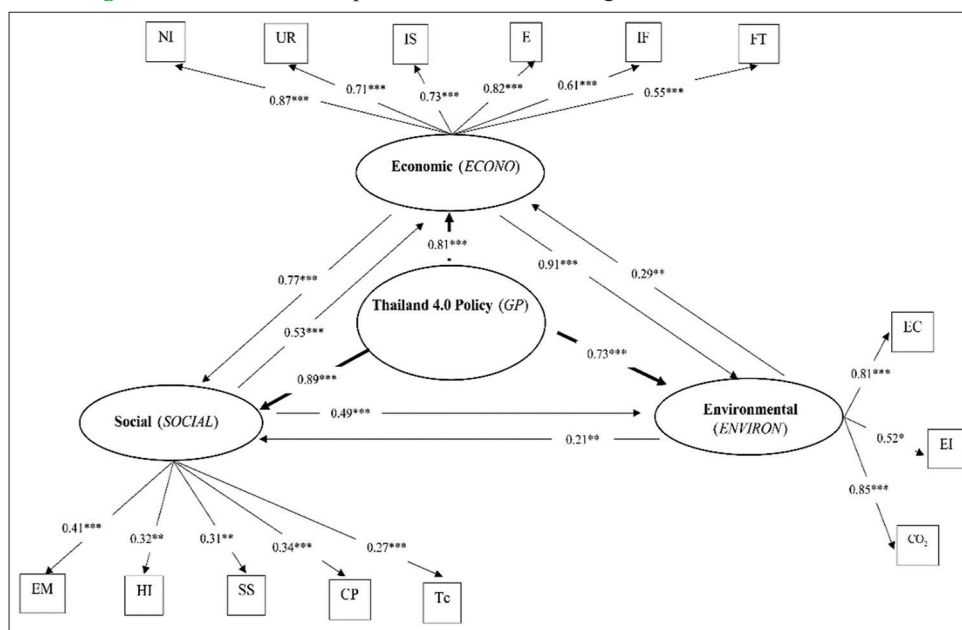 NI UR IS E IF FT
0.87*** 0.71*** 0.73*** 0.82*** 0.61*** 0.55***
Economic (ECONO)
0.77*** 0.53*** 0.81*** 0.91*** 0.29**
Thailand 4.0 Policy (GP)
0.89*** 0.73***
Social (SOCIAL)
0.49***
0.21**
Environmental
(ENVIRON)
EC
0.81***
0.52*
EI
0.85***
CO₂
0.41*** 0.32** 0.31** 0.34*** 0.27***
EM HI SS CP Tc